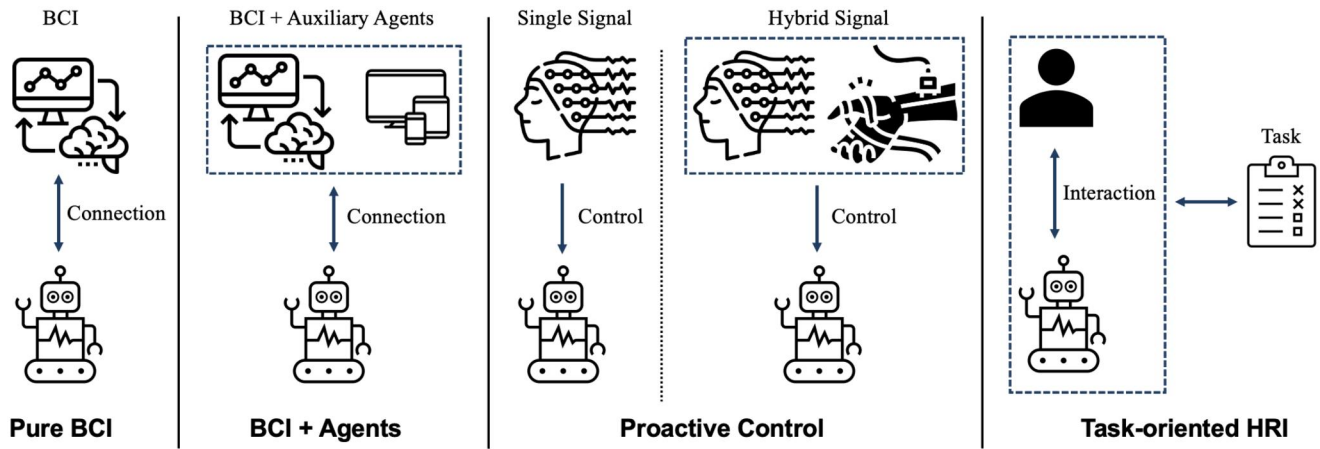 BCI
BCI + Auxiliary Agents
Single Signal
Hybrid Signal
Connection
Connection
Control
Control
Interaction
Task
Pure BCI
BCI + Agents
Proactive Control
Task-oriented HRI